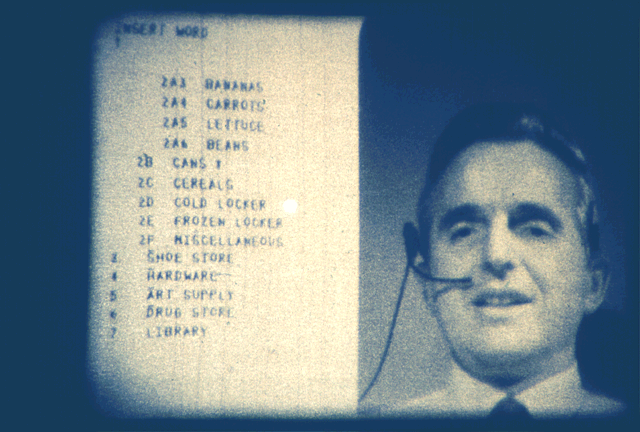 INSERT WORD
1
2A3 BANANAS
2A4 CARROTS
2A5 LETTUCE
2A6 BEANS
2B CANS
2C CEREALS
2D COLD LOCKER
2E FROZEN LOCKER
2F MISCELLANEOUS
3 SHOE STORE
4 HARDWARE
5 ART SUPPLY
6 DRUG STORE
7 LIBRARY